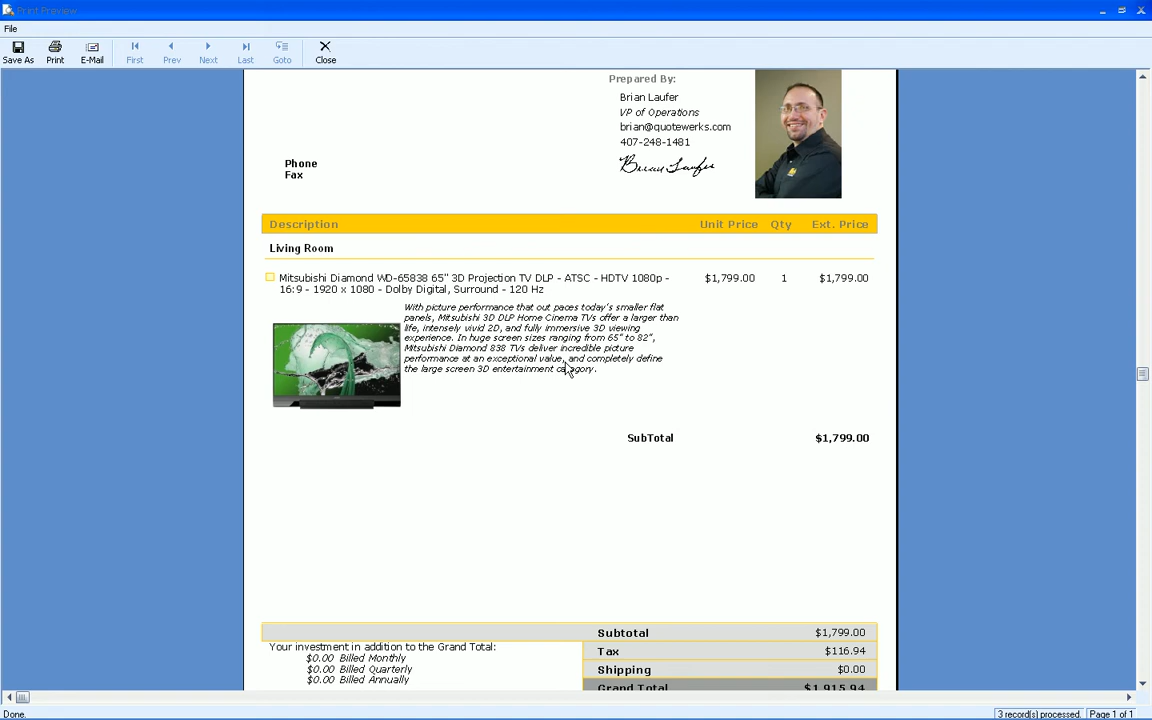 Print Preview
File
Save As Print E-Mail First Prev Next Last Goto Close
Prepared By:
Brian Laufer
VP of Operations
brian@quotewerks.com
407-248-1481
Brian Laufer
Phone
Fax
Description Unit Price Qty Ext. Price
Living Room
Mitsubishi Diamond WD-65838 65" 3D Projection TV DLP - ATSC - HDTV 1080p - $1,799.00 1 $1,799.00
16:9 - 1920 x 1080 - Dolby Digital, Surround - 120 Hz
With picture performance that out paces today's smaller flat
panels, Mitsubishi 3D DLP Home Cinema TVs offer a larger than
life, intensely vivid 2D, and fully immersive 3D viewing
experience. In huge screen sizes ranging from 65" to 82",
Mitsubishi Diamond 838 TVs deliver incredible picture
performance at an exceptional value, and completely define
the large screen 3D entertainment category.
SubTotal $1,799.00
Subtotal $1,799.00
Your investment in addition to the Grand Total:
$0.00 Billed Monthly
$0.00 Billed Quarterly
$0.00 Billed Annually
Tax $116.94
Shipping $0.00
Grand Total $1,915.94
Done. 3 record(s) processed. Page 1 of 1